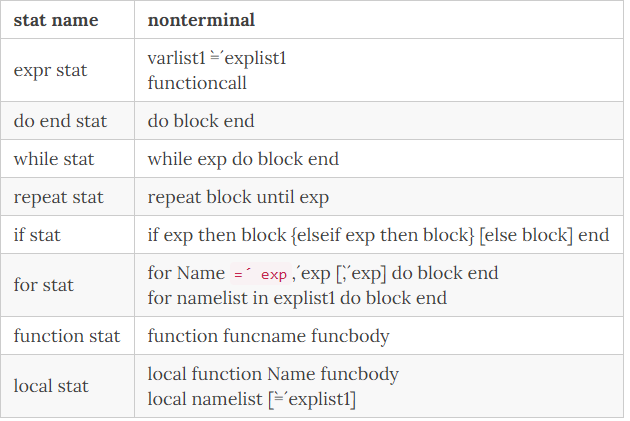 stat name nonterminal
expr stat varlist1 `=´explist1
functioncall
do end stat do block end
while stat while exp do block end
repeat stat repeat block until exp
if stat if exp then block {elseif exp then block} [else block] end
for stat for Name =´ exp,´exp [`,´exp] do block end
for namelist in explist1 do block end
function stat function funcname funcbody
local stat local function Name funcbody
local namelist [`=´explist1]